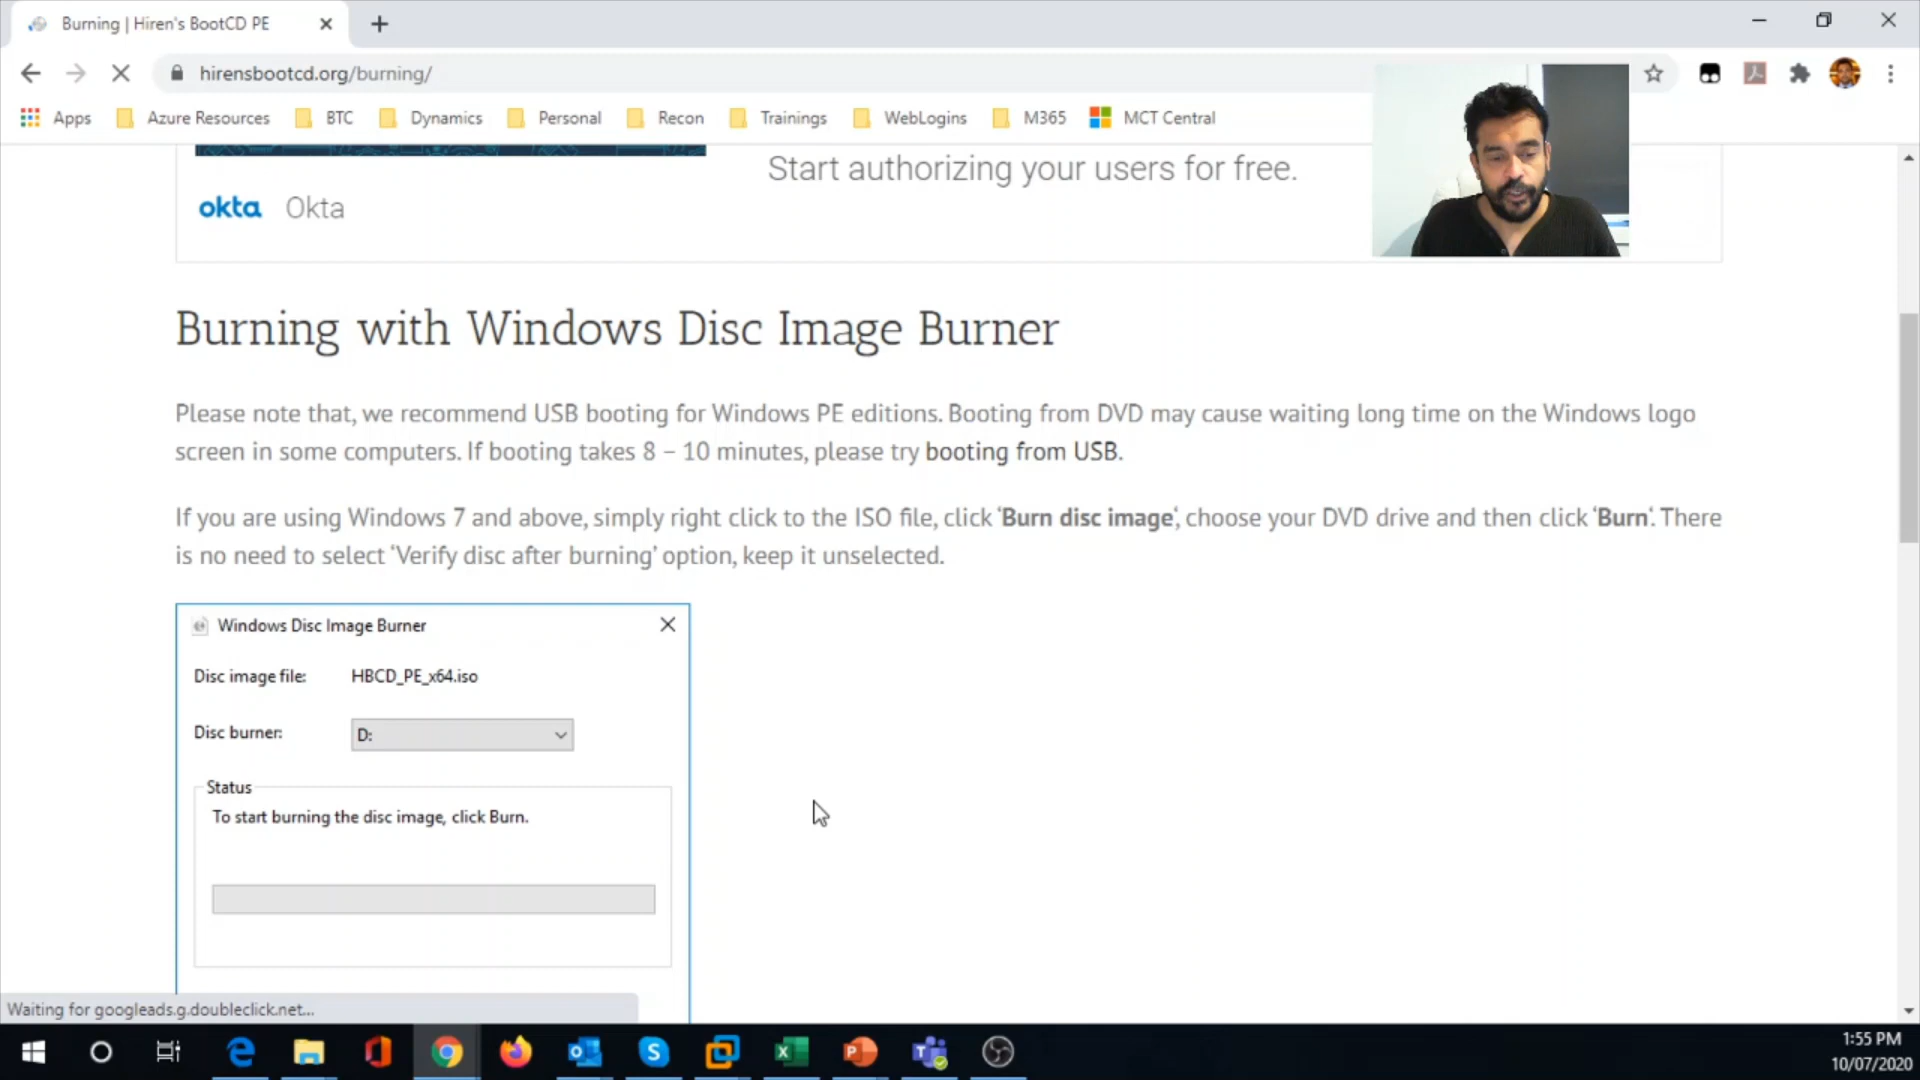 Burning | Hiren's BootCD PE
hirensbootcd.org/burning/
Apps
Azure Resources
BTC
Dynamics
Personal
Recon
Trainings
WebLogins
M365
MCT Central
Start authorizing your users for free.
okta Okta
Burning with Windows Disc Image Burner
Please note that, we recommend USB booting for Windows PE editions. Booting from DVD may cause waiting long time on the Windows logo
screen in some computers. If booting takes 8 – 10 minutes, please try booting from USB.
If you are using Windows 7 and above, simply right click to the ISO file, click ‘Burn disc image‘, choose your DVD drive and then click ‘Burn‘. There
is no need to select ‘Verify disc after burning’ option, keep it unselected.
Windows Disc Image Burner
Disc image file: HBCD_PE_x64.iso
Disc burner: D:
Status
To start burning the disc image, click Burn.
Waiting for googleads.g.doubleclick.net...
1:55 PM
10/07/2020